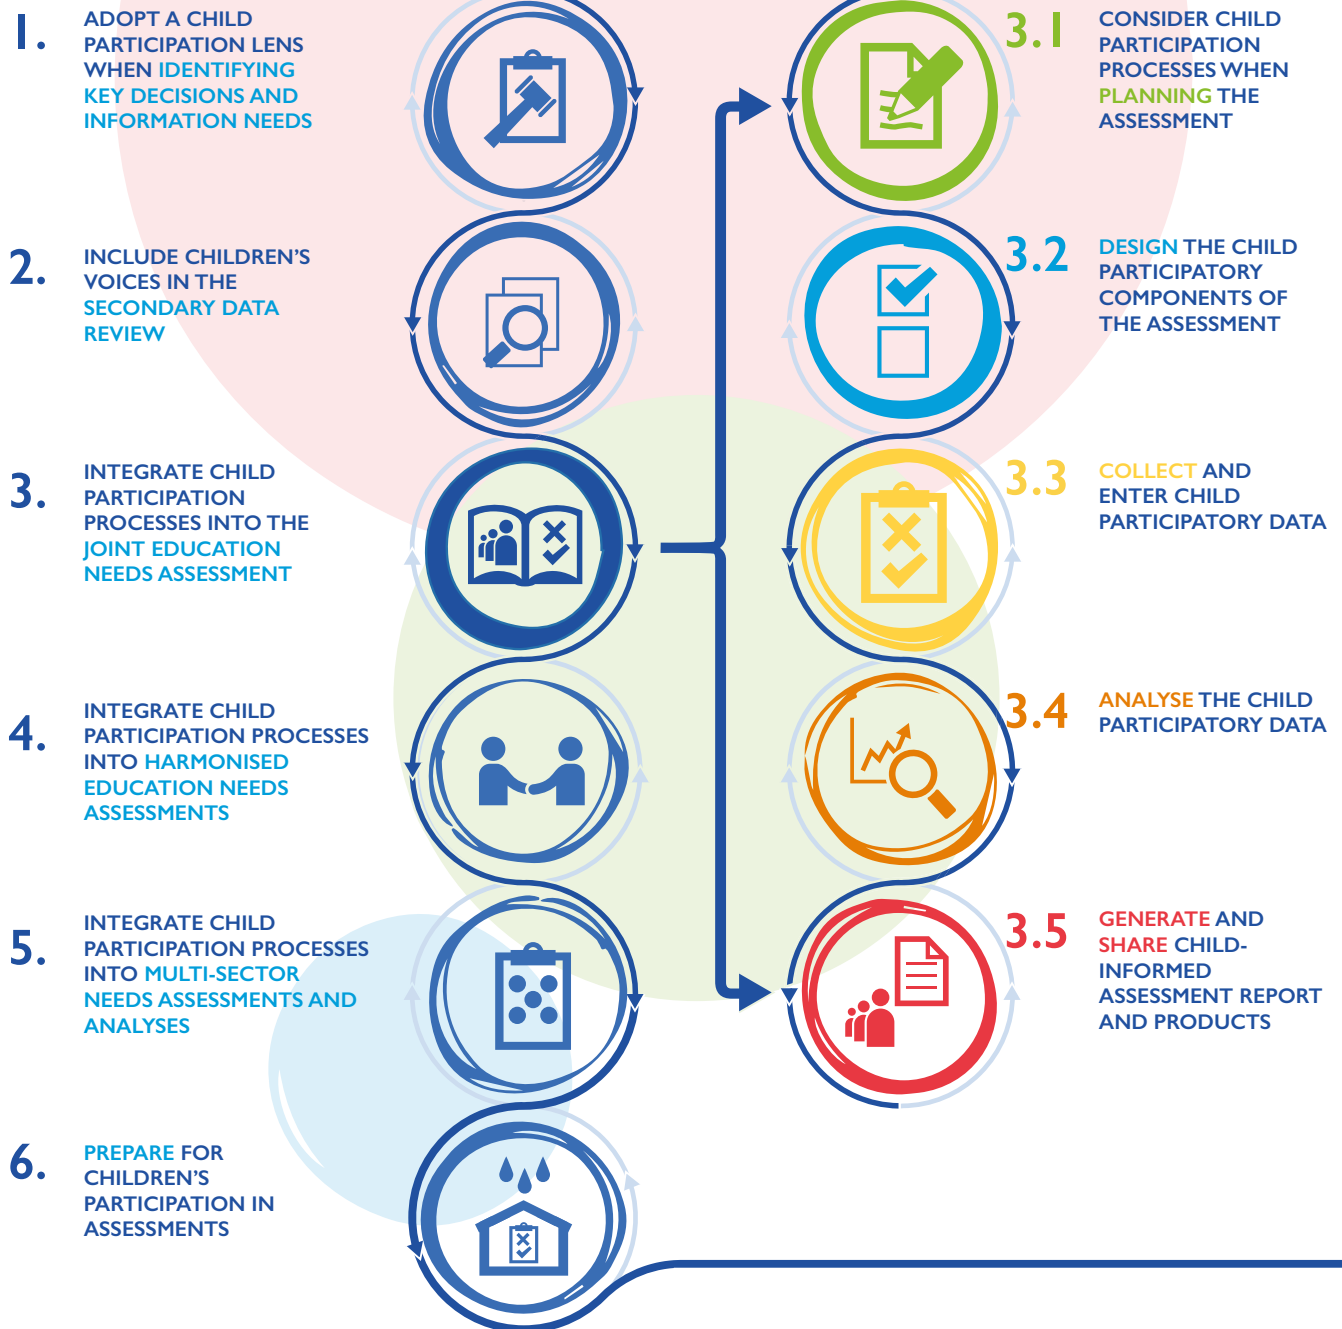 1.
ADOPT A CHILD
PARTICIPATION LENS
WHEN IDENTIFYING
KEY DECISIONS AND
INFORMATION NEEDS
2.
INCLUDE CHILDREN'S
VOICES IN THE
SECONDARY DATA
REVIEW
3.
INTEGRATE CHILD
PARTICIPATION
PROCESSES INTO THE
JOINT EDUCATION
NEEDS ASSESSMENT
4.
INTEGRATE CHILD
PARTICIPATION PROCESSES
INTO HARMONISED
EDUCATION NEEDS
ASSESSMENTS
5.
INTEGRATE CHILD
PARTICIPATION PROCESSES
INTO MULTI-SECTOR
NEEDS ASSESSMENTS AND
ANALYSES
6.
PREPARE FOR
CHILDREN'S
PARTICIPATION IN
ASSESSMENTS
3.1
CONSIDER CHILD
PARTICIPATION
PROCESSES WHEN
PLANNING THE
ASSESSMENT
3.2
DESIGN THE CHILD
PARTICIPATORY
COMPONENTS OF
THE ASSESSMENT
3.3
COLLECT AND
ENTER CHILD
PARTICIPATORY DATA
3.4
ANALYSE THE CHILD
PARTICIPATORY DATA
3.5
GENERATE AND
SHARE CHILD-
INFORMED
ASSESSMENT REPORT
AND PRODUCTS